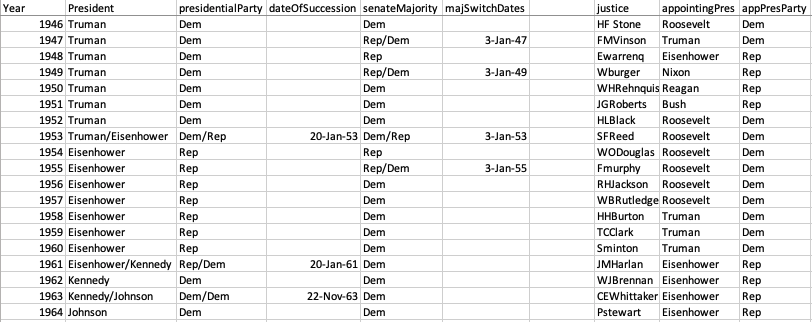 Year President presidentialParty dateOfSuccession senateMajority majSwitchDates justice appointingPres appPresParty
1946 Truman Dem Dem HF Stone Roosevelt Dem
1947 Truman Dem Rep/Dem 3-Jan-47 FMVinson Truman Dem
1948 Truman Dem Rep Ewarrenq Eisenhower Rep
1949 Truman Dem Rep/Dem 3-Jan-49 Wburger Nixon Rep
1950 Truman Dem Dem WHRehnquis Reagan Rep
1951 Truman Dem Dem JGRoberts Bush Rep
1952 Truman Dem Dem HLBlack Roosevelt Dem
1953 Truman/Eisenhower Dem/Rep 20-Jan-53 Dem/Rep 3-Jan-53 SFReed Roosevelt Dem
1954 Eisenhower Rep Rep WODouglas Roosevelt Dem
1955 Eisenhower Rep Rep/Dem 3-Jan-55 Fmurphy Roosevelt Dem
1956 Eisenhower Rep Dem RHJackson Roosevelt Dem
1957 Eisenhower Rep Dem WBRutledge Roosevelt Dem
1958 Eisenhower Rep Dem HHBurton Truman Dem
1959 Eisenhower Rep Dem TCClark Truman Dem
1960 Eisenhower Rep Dem Sminton Truman Dem
1961 Eisenhower/Kennedy Rep/Dem 20-Jan-61 Dem JMHarlan Eisenhower Rep
1962 Kennedy Dem Dem WJBrennan Eisenhower Rep
1963 Kennedy/Johnson Dem/Dem 22-Nov-63 Dem CEWhittaker Eisenhower Rep
1964 Johnson Dem Dem Pstewart Eisenhower Rep